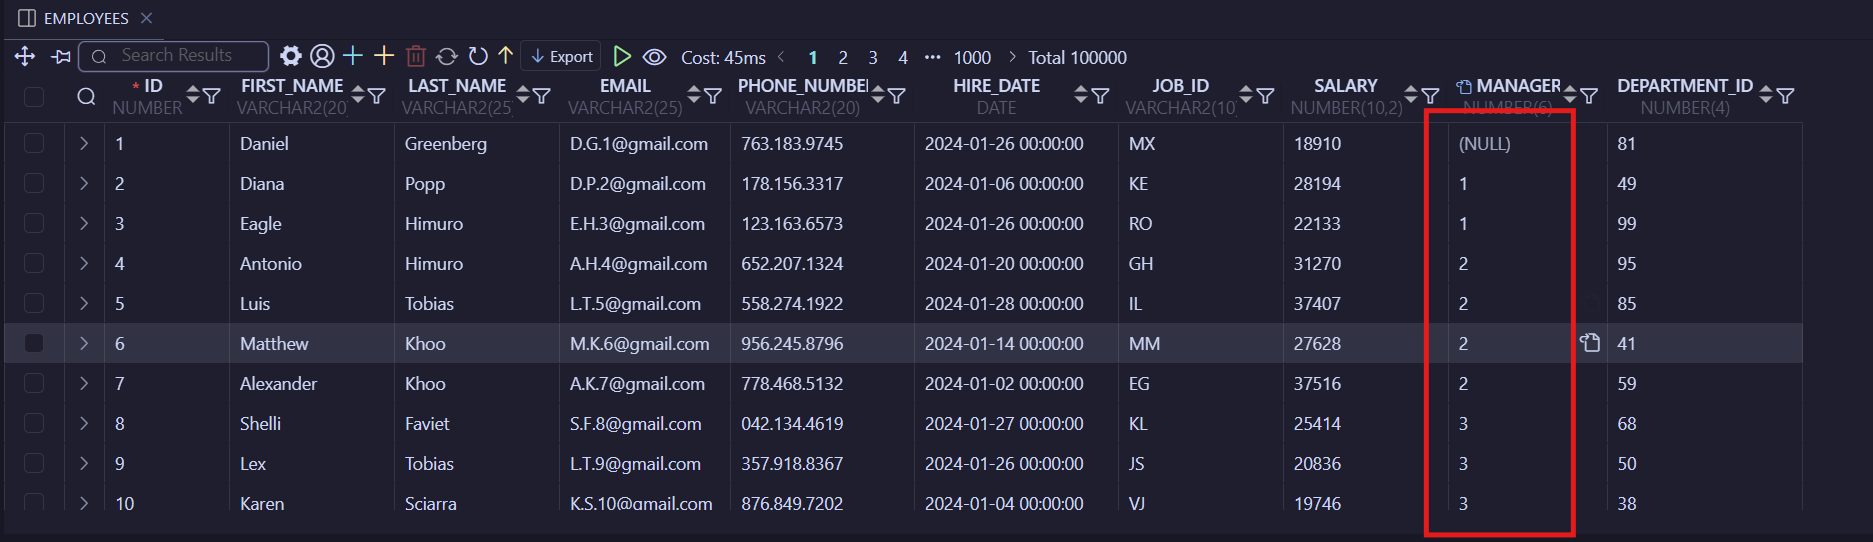 EMPLOYEES
Search Results Export Cost: 45ms 1 2 3 4 ••• 1000 Total 100000
* ID FIRST_NAME LAST_NAME EMAIL PHONE_NUMBE HIRE_DATE JOB_ID SALARY MANAGER DEPARTMENT_ID
NUMBER VARCHAR2(20) VARCHAR2(25) VARCHAR2(25) VARCHAR2(20) DATE VARCHAR2(10) NUMBER(10,2) NUMBER(6) NUMBER(4)
1 Daniel Greenberg D.G.1@gmail.com 763.183.9745 2024-01-26 00:00:00 MX 18910 (NULL) 81
2 Diana Popp D.P.2@gmail.com 178.156.3317 2024-01-06 00:00:00 KE 28194 1 49
3 Eagle Himuro E.H.3@gmail.com 123.163.6573 2024-01-26 00:00:00 RO 22133 1 99
4 Antonio Himuro A.H.4@gmail.com 652.207.1324 2024-01-20 00:00:00 GH 31270 2 95
5 Luis Tobias L.T.5@gmail.com 558.274.1922 2024-01-28 00:00:00 IL 37407 2 85
6 Matthew Khoo M.K.6@gmail.com 956.245.8796 2024-01-14 00:00:00 MM 27628 2 41
7 Alexander Khoo A.K.7@gmail.com 778.468.5132 2024-01-02 00:00:00 EG 37516 2 59
8 Shelli Faviet S.F.8@gmail.com 042.134.4619 2024-01-27 00:00:00 KL 25414 3 68
9 Lex Tobias L.T.9@gmail.com 357.918.8367 2024-01-26 00:00:00 JS 20836 3 50
10 Karen Sciarra K.S.10@gmail.com 876.849.7202 2024-01-04 00:00:00 VJ 19746 3 38